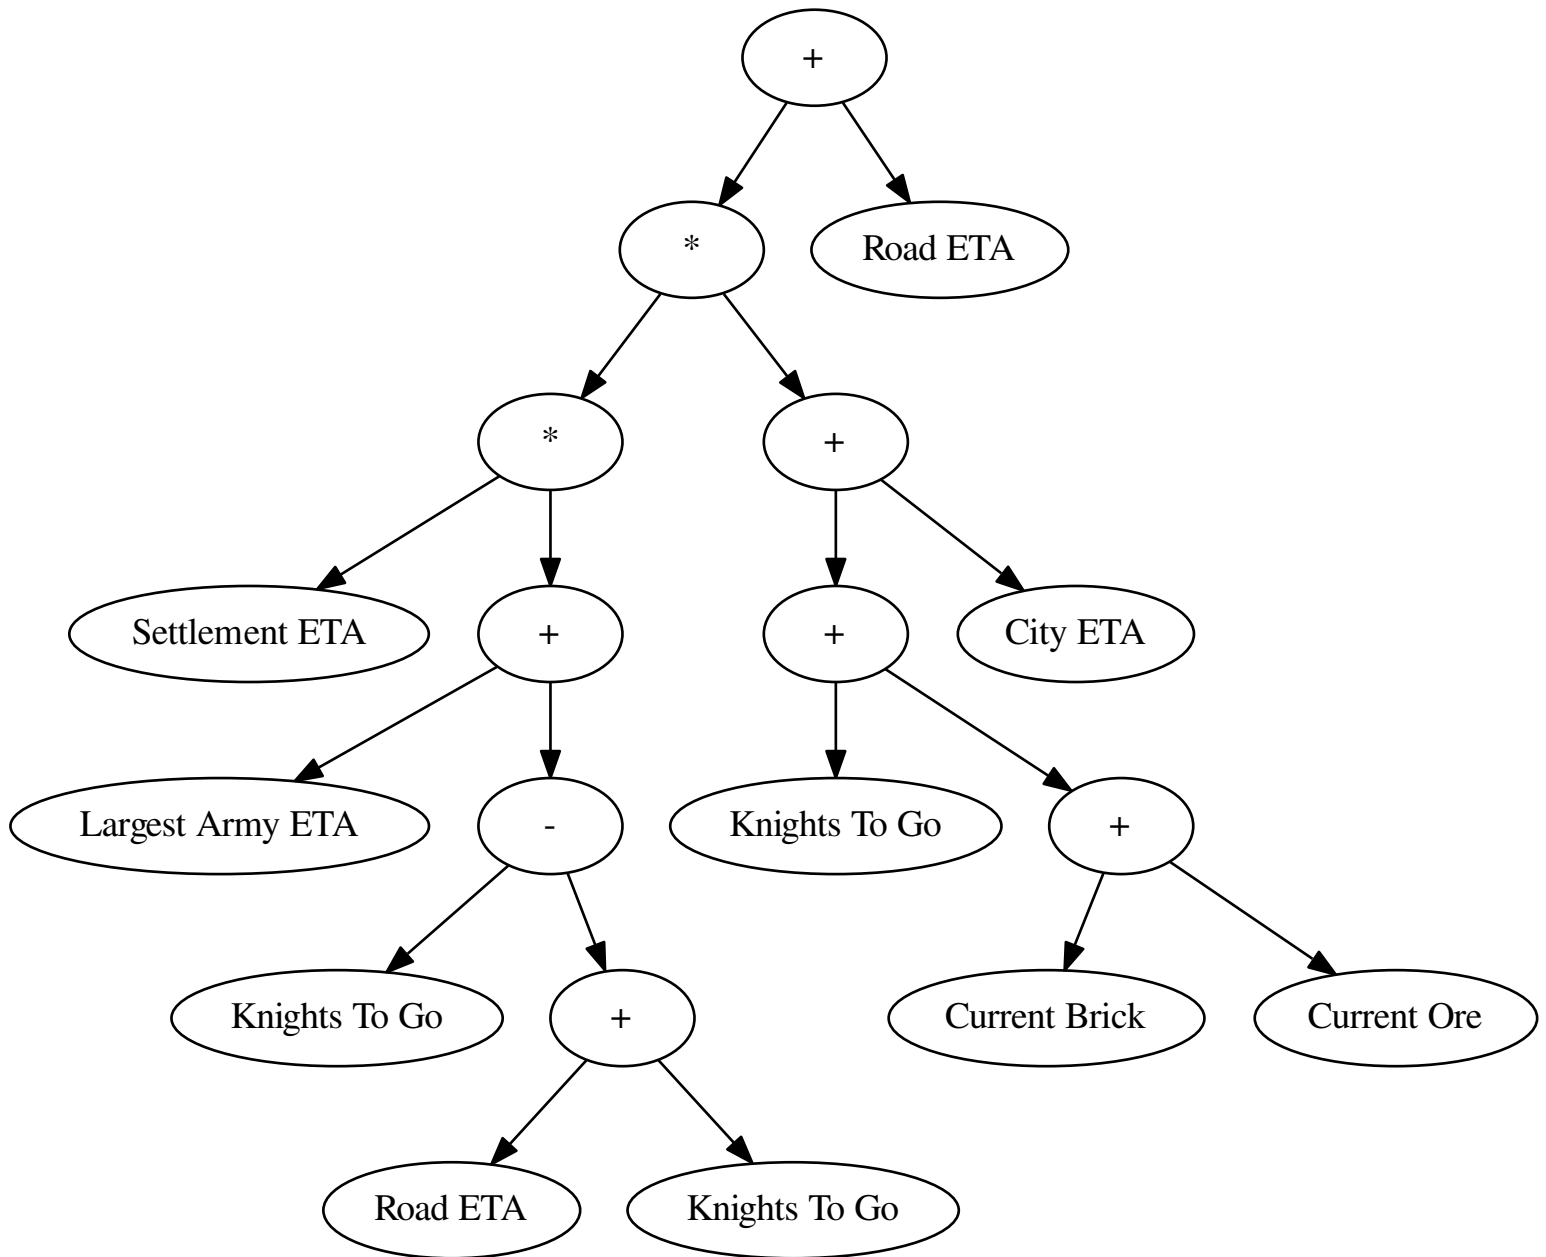 +
*
Road ETA
*
+
Settlement ETA
+
+
City ETA
Largest Army ETA
-
Knights To Go
+
Knights To Go
+
Current Brick
Current Ore
Road ETA
Knights To Go